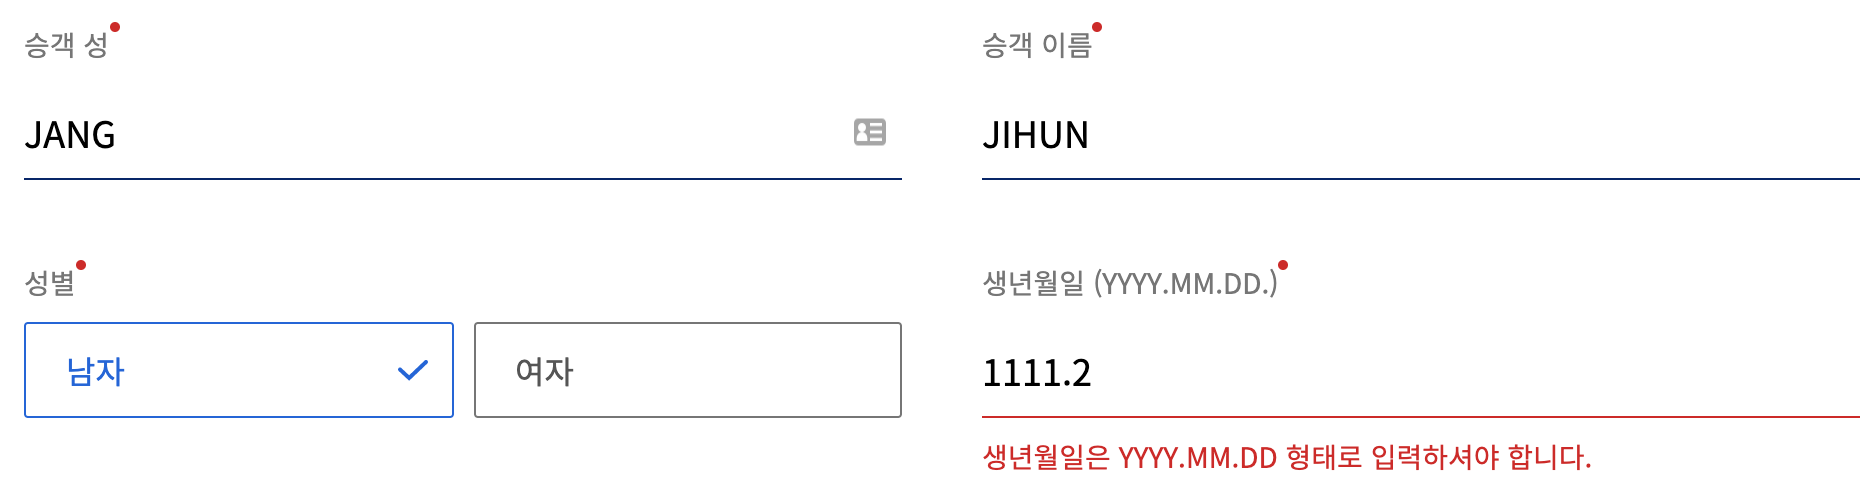 승객 성
승객 이름
JANG
JIHUN
성별
생년월일 (YYYY.MM.DD.)
남자
여자
1111.2
생년월일은 YYYY.MM.DD 형태로 입력하셔야 합니다.